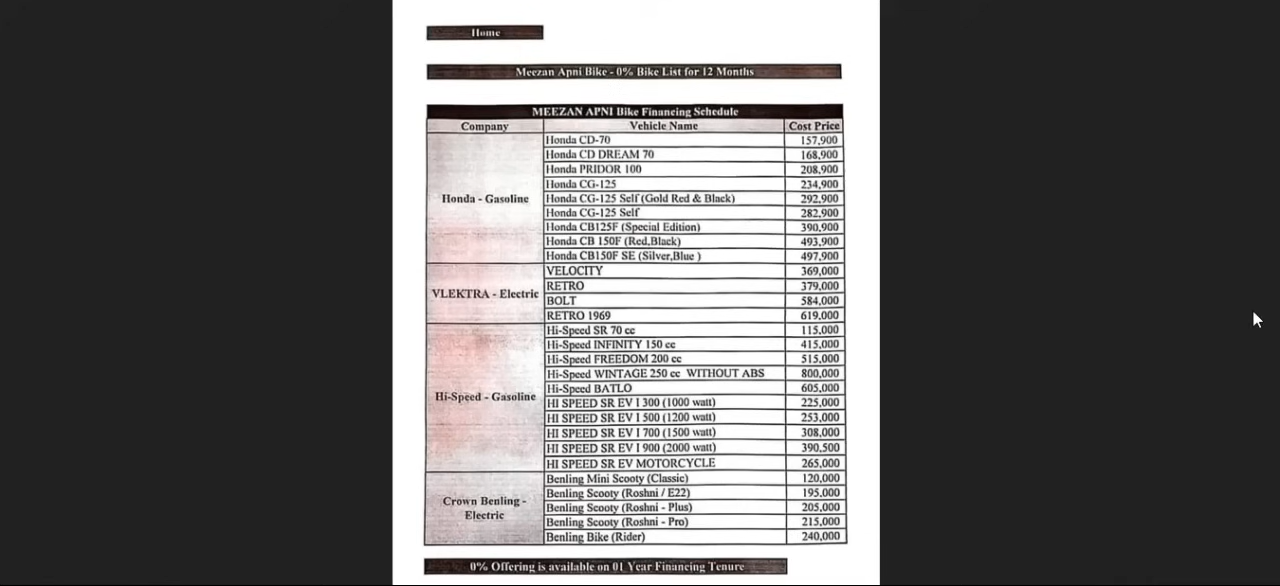 Home
Meezan Apni Bike - 0% Bike List for 12 Months
MEEZAN APNI Bike Financing Schedule
Company Vehicle Name Cost Price
Honda - Gasoline
Honda CD-70 157,900
Honda CD DREAM 70 168,900
Honda PRIDOR 100 208,900
Honda CG-125 234,900
Honda CG-125 Self (Gold Red & Black) 292,900
Honda CG-125 Self 282,900
Honda CB125F (Special Edition) 390,900
Honda CB 150F (Red,Black) 493,900
Honda CB150F SE (Silver,Blue ) 497,900
VLEKTRA - Electric
VELOCITY 369,000
RETRO 379,000
BOLT 584,000
RETRO 1969 619,000
Hi-Speed - Gasoline
Hi-Speed SR 70 cc 115,000
Hi-Speed INFINITY 150 cc 415,000
Hi-Speed FREEDOM 200 cc 515,000
Hi-Speed WINTAGE 250 cc WITHOUT ABS 800,000
Hi-Speed BATLO 605,000
HI SPEED SR EV I 300 (1000 watt) 225,000
HI SPEED SR EV I 500 (1200 watt) 253,000
HI SPEED SR EV I 700 (1500 watt) 308,000
HI SPEED SR EV I 900 (2000 watt) 390,500
HI SPEED SR EV MOTORCYCLE 265,000
Crown Benling -
Electric
Benling Mini Scooty (Classic) 120,000
Benling Scooty (Roshni / E22) 195,000
Benling Scooty (Roshni - Plus) 205,000
Benling Scooty (Roshni - Pro) 215,000
Benling Bike (Rider) 240,000
0% Offering is available on 01 Year Financing Tenure